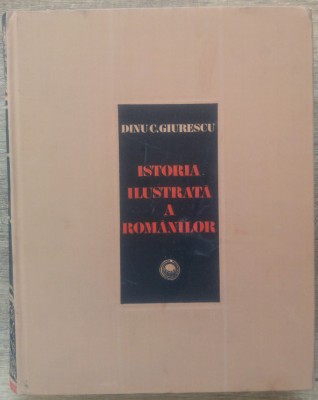 DINU C. GIURESCU
ISTORIA
ILUSTRATĂ
A
ROMÂNILOR